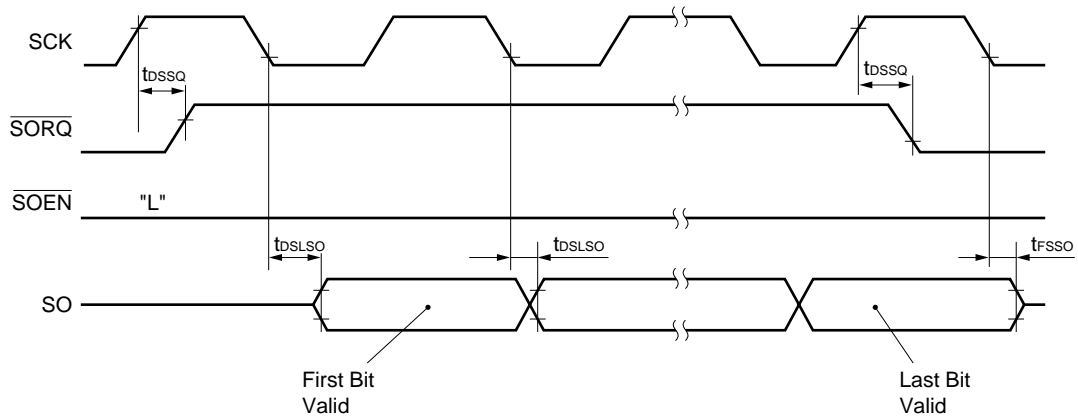 SCK
tDSSQ
tDSSQ
SORQ
SOEN
"L"
tDSLSO
tDSLSO
tFSSO
SO
First Bit
Valid
Last Bit
Valid